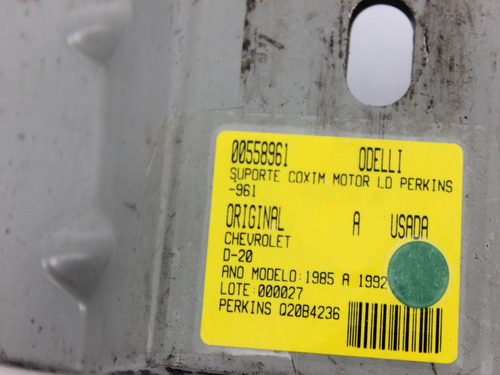 00558961 ODELLI
SUPORTE COXIM MOTOR LD PERKINS
-961
ORIGINAL A USADA
CHEVROLET
D-20
ANO MODELO:1985 A 1992
LOTE:000027
PERKINS Q20B4236